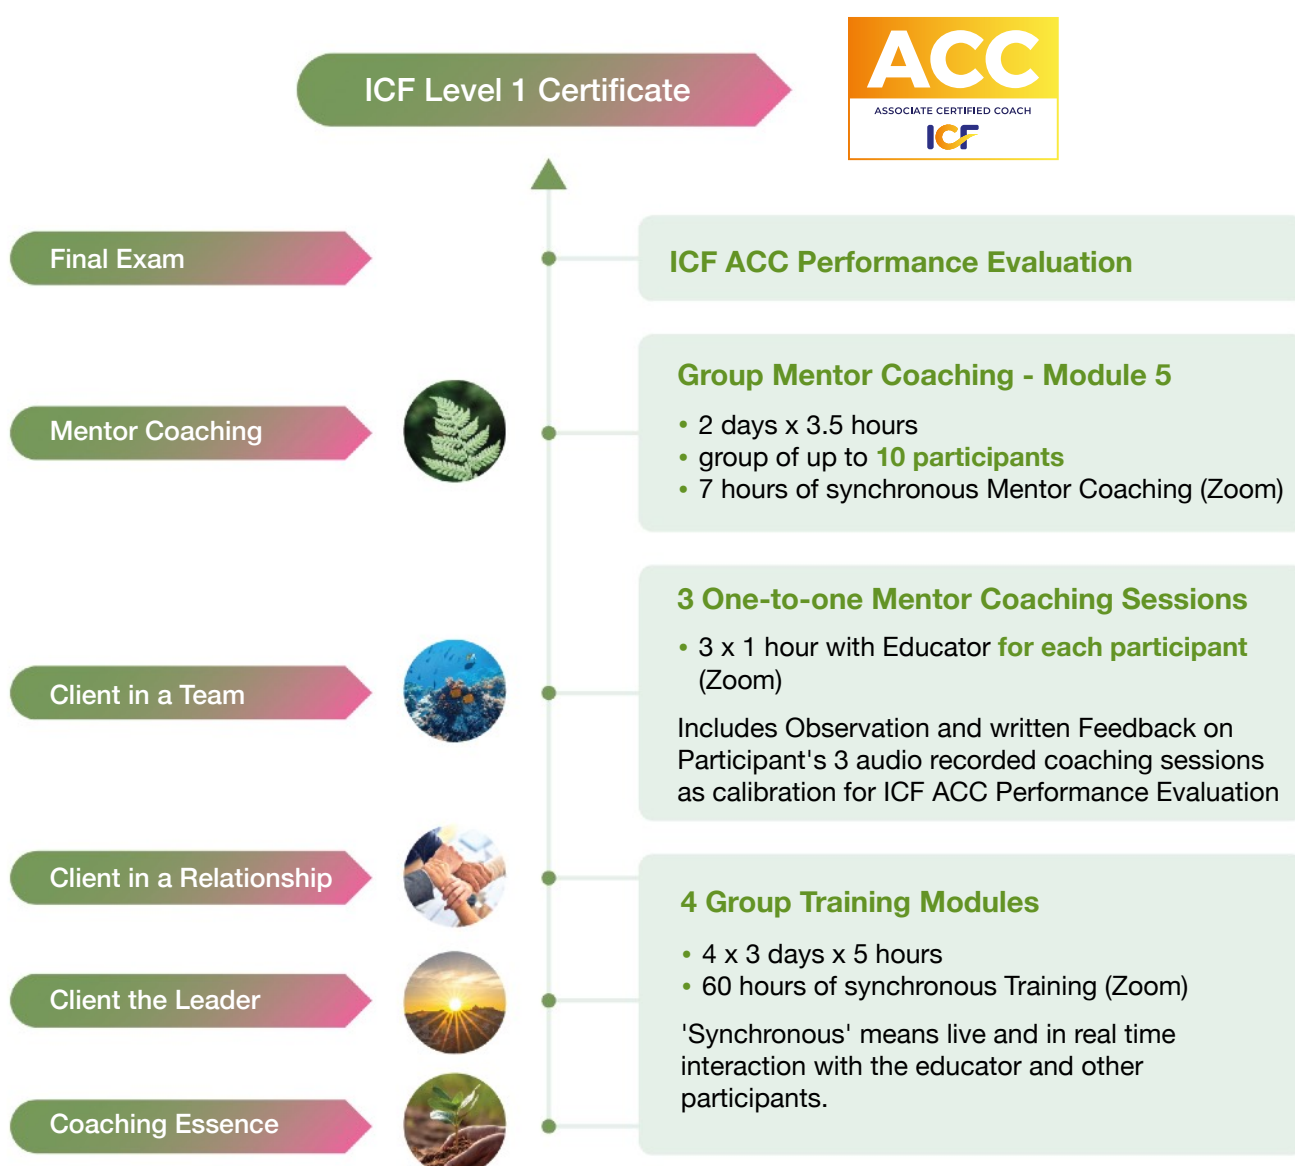 ICF Level 1 Certificate
ACC
ASSOCIATE CERTIFIED COACH
ICF
Final Exam
ICF ACC Performance Evaluation
Mentor Coaching
Group Mentor Coaching - Module 5
• 2 days x 3.5 hours
• group of up to 10 participants
• 7 hours of synchronous Mentor Coaching (Zoom)
Client in a Team
3 One-to-one Mentor Coaching Sessions
• 3 x 1 hour with Educator for each participant
(Zoom)
Includes Observation and written Feedback on
Participant's 3 audio recorded coaching sessions
as calibration for ICF ACC Performance Evaluation
Client in a Relationship
Client the Leader
Coaching Essence
4 Group Training Modules
• 4 x 3 days x 5 hours
• 60 hours of synchronous Training (Zoom)
'Synchronous' means live and in real time
interaction with the educator and other
participants.